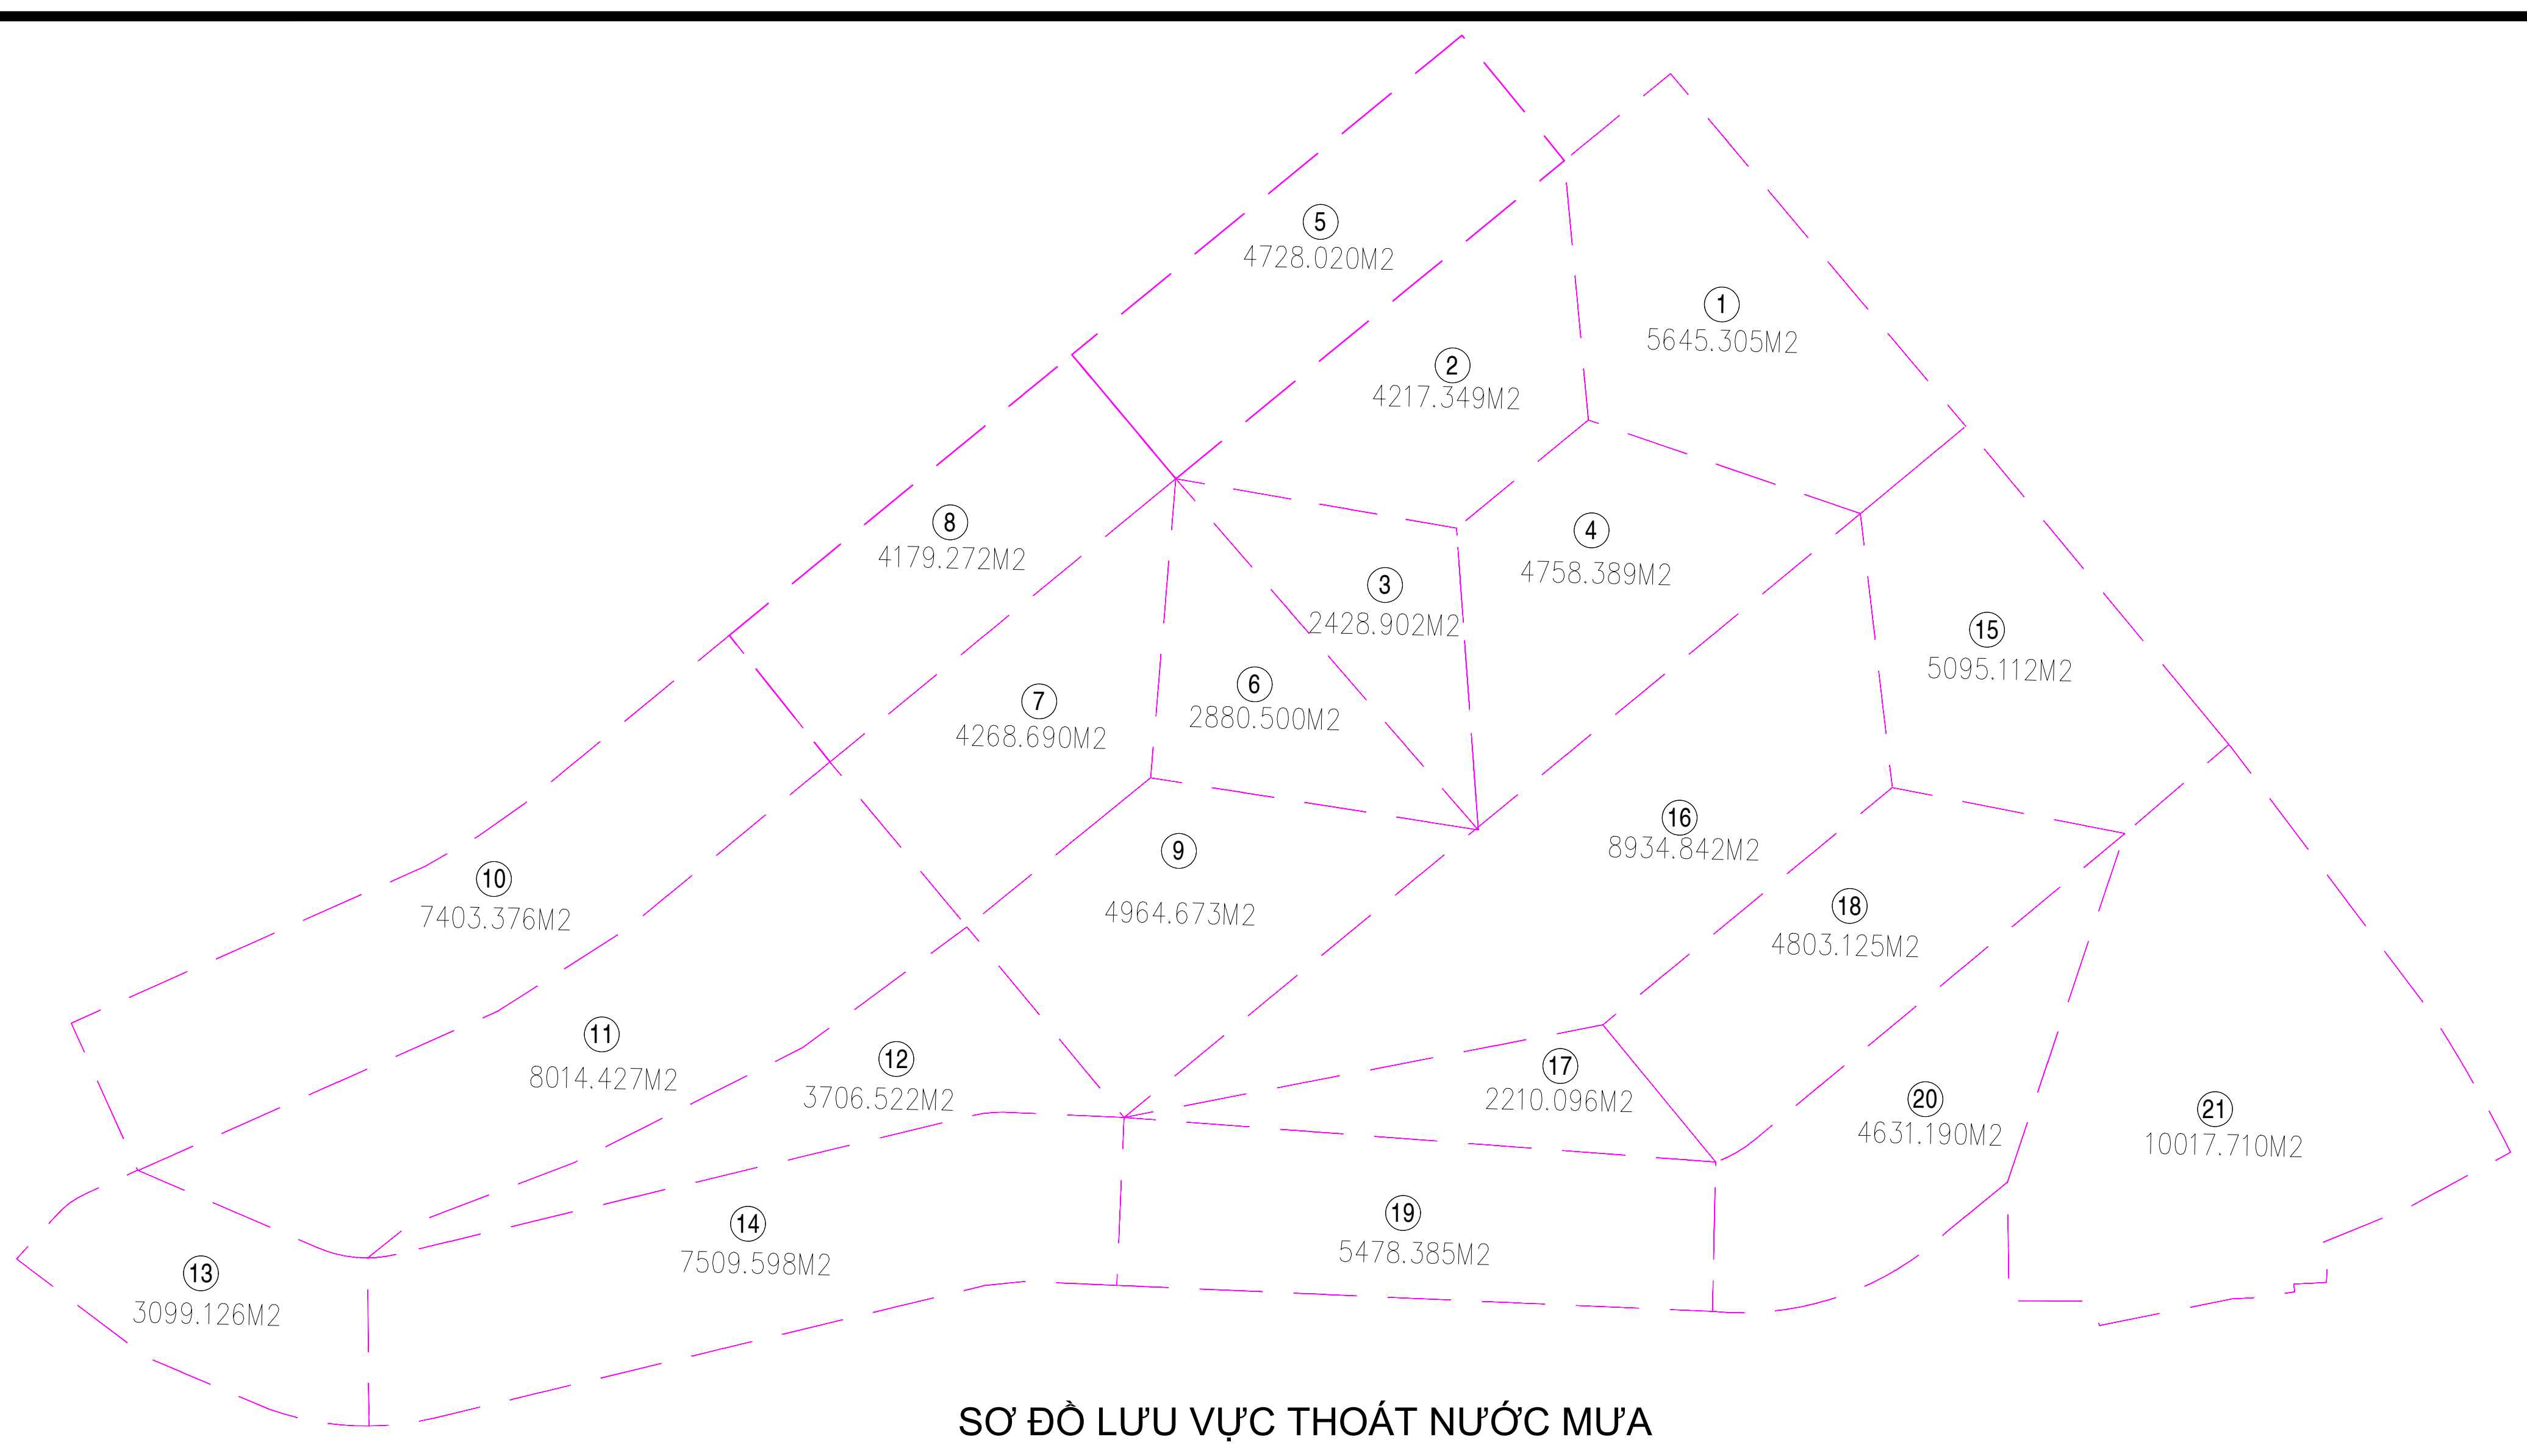 5
4728.020M2
1
5645.305M2
2
4217.349M2
8
4179.272M2
4
4758.389M2
3
2428.902M2
15
5095.112M2
6
2880.500M2
7
4268.690M2
16
8934.842M2
9
4964.673M2
10
7403.376M2
18
4803.125M2
11
8014.427M2
12
3706.522M2
17
2210.096M2
20
4631.190M2
21
10017.710M2
19
5478.385M2
14
7509.598M2
13
3099.126M2
SƠ ĐỒ LƯU VỰC THOÁT NƯỚC MƯA